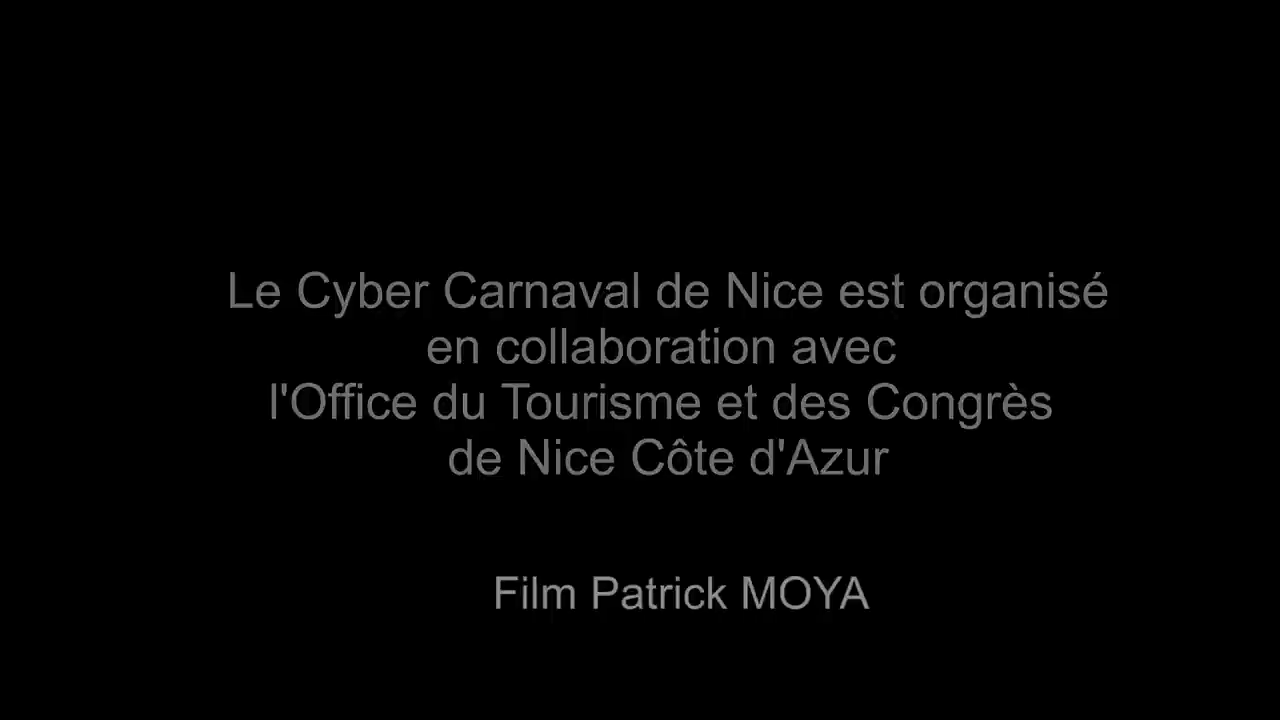 Le Cyber Carnaval de Nice est organisé
en collaboration avec
l'Office du Tourisme et des Congrès
de Nice Côte d'Azur
Film Patrick MOYA